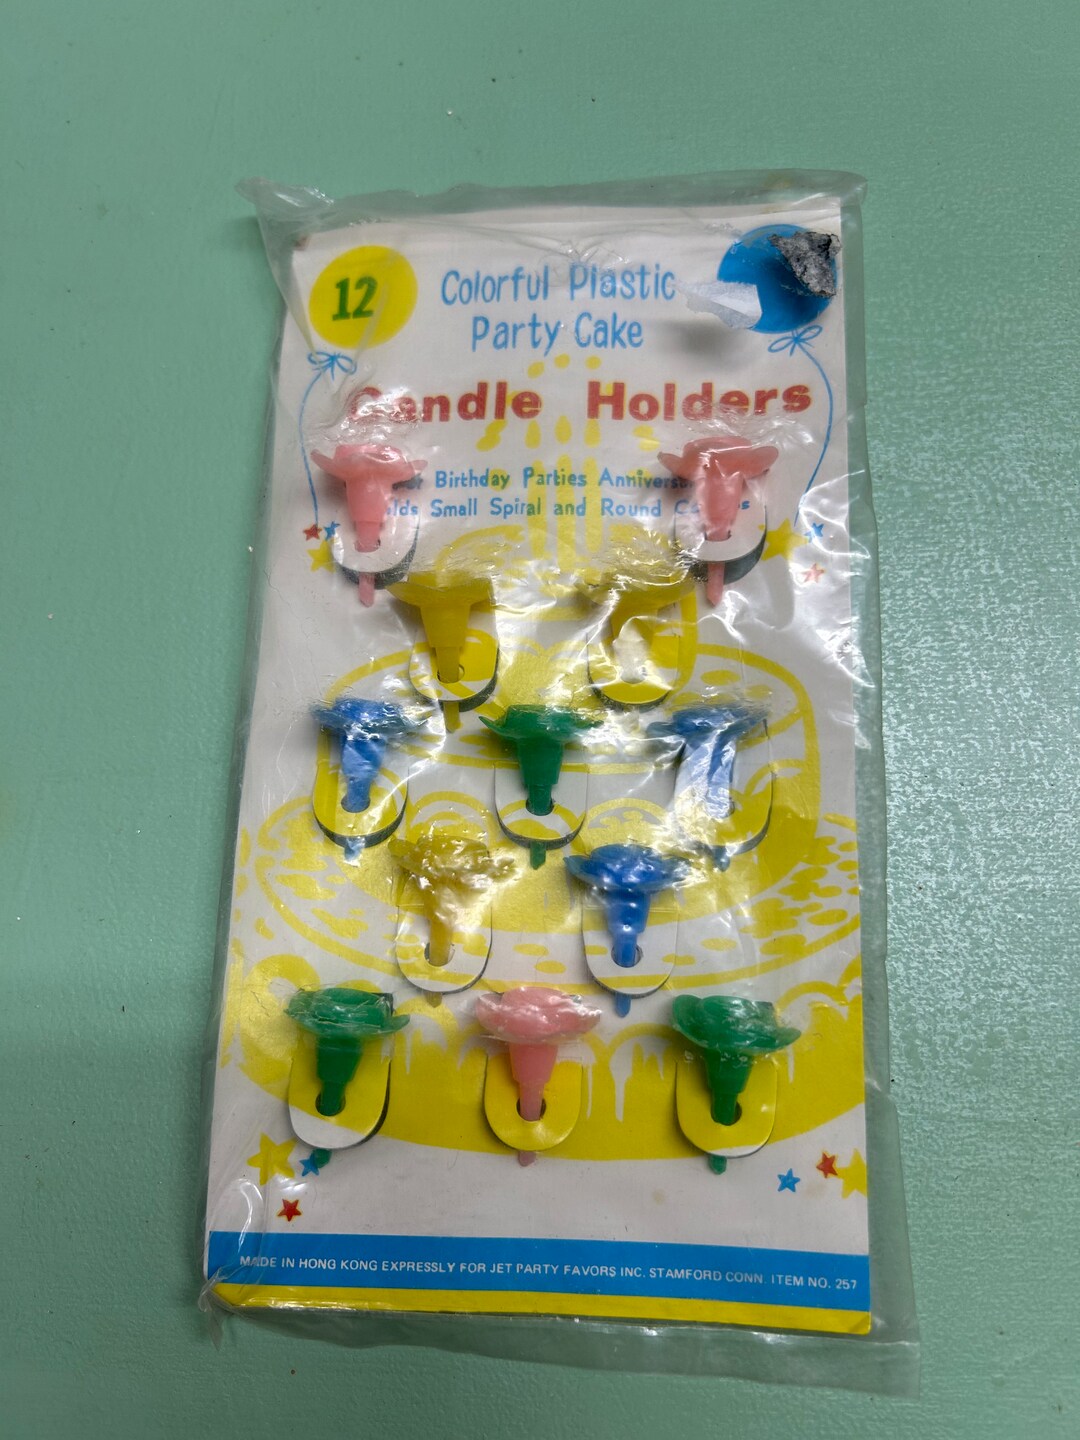 12
Colorful Plastic
Party Cake
Candle Holders
Birthday Parties
Small Spiral and Round
MADE IN HONG KONG EXPRESSLY FOR JET PARTY FAVORS INC. STAMFORD CONN. ITEM NO. 257